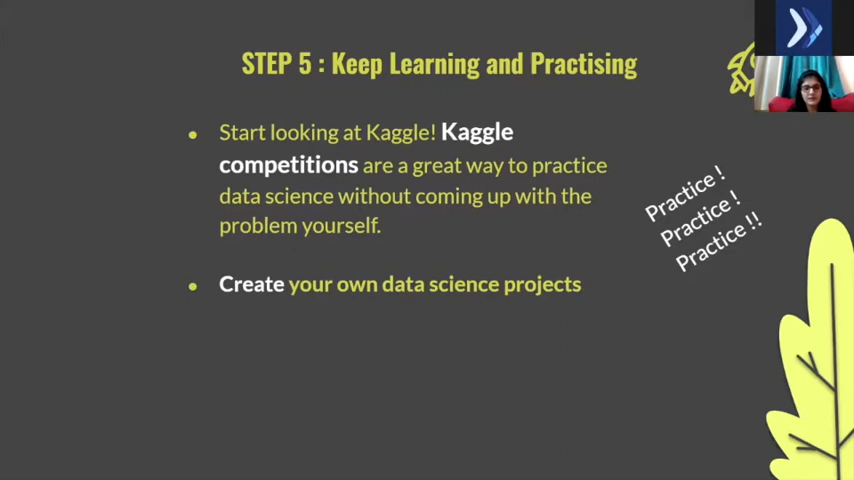 STEP 5 : Keep Learning and Practising
Start looking at Kaggle! Kaggle
competitions are a great way to practice
data science without coming up with the
problem yourself.
Create your own data science projects
Practice !
Practice !
Practice !!